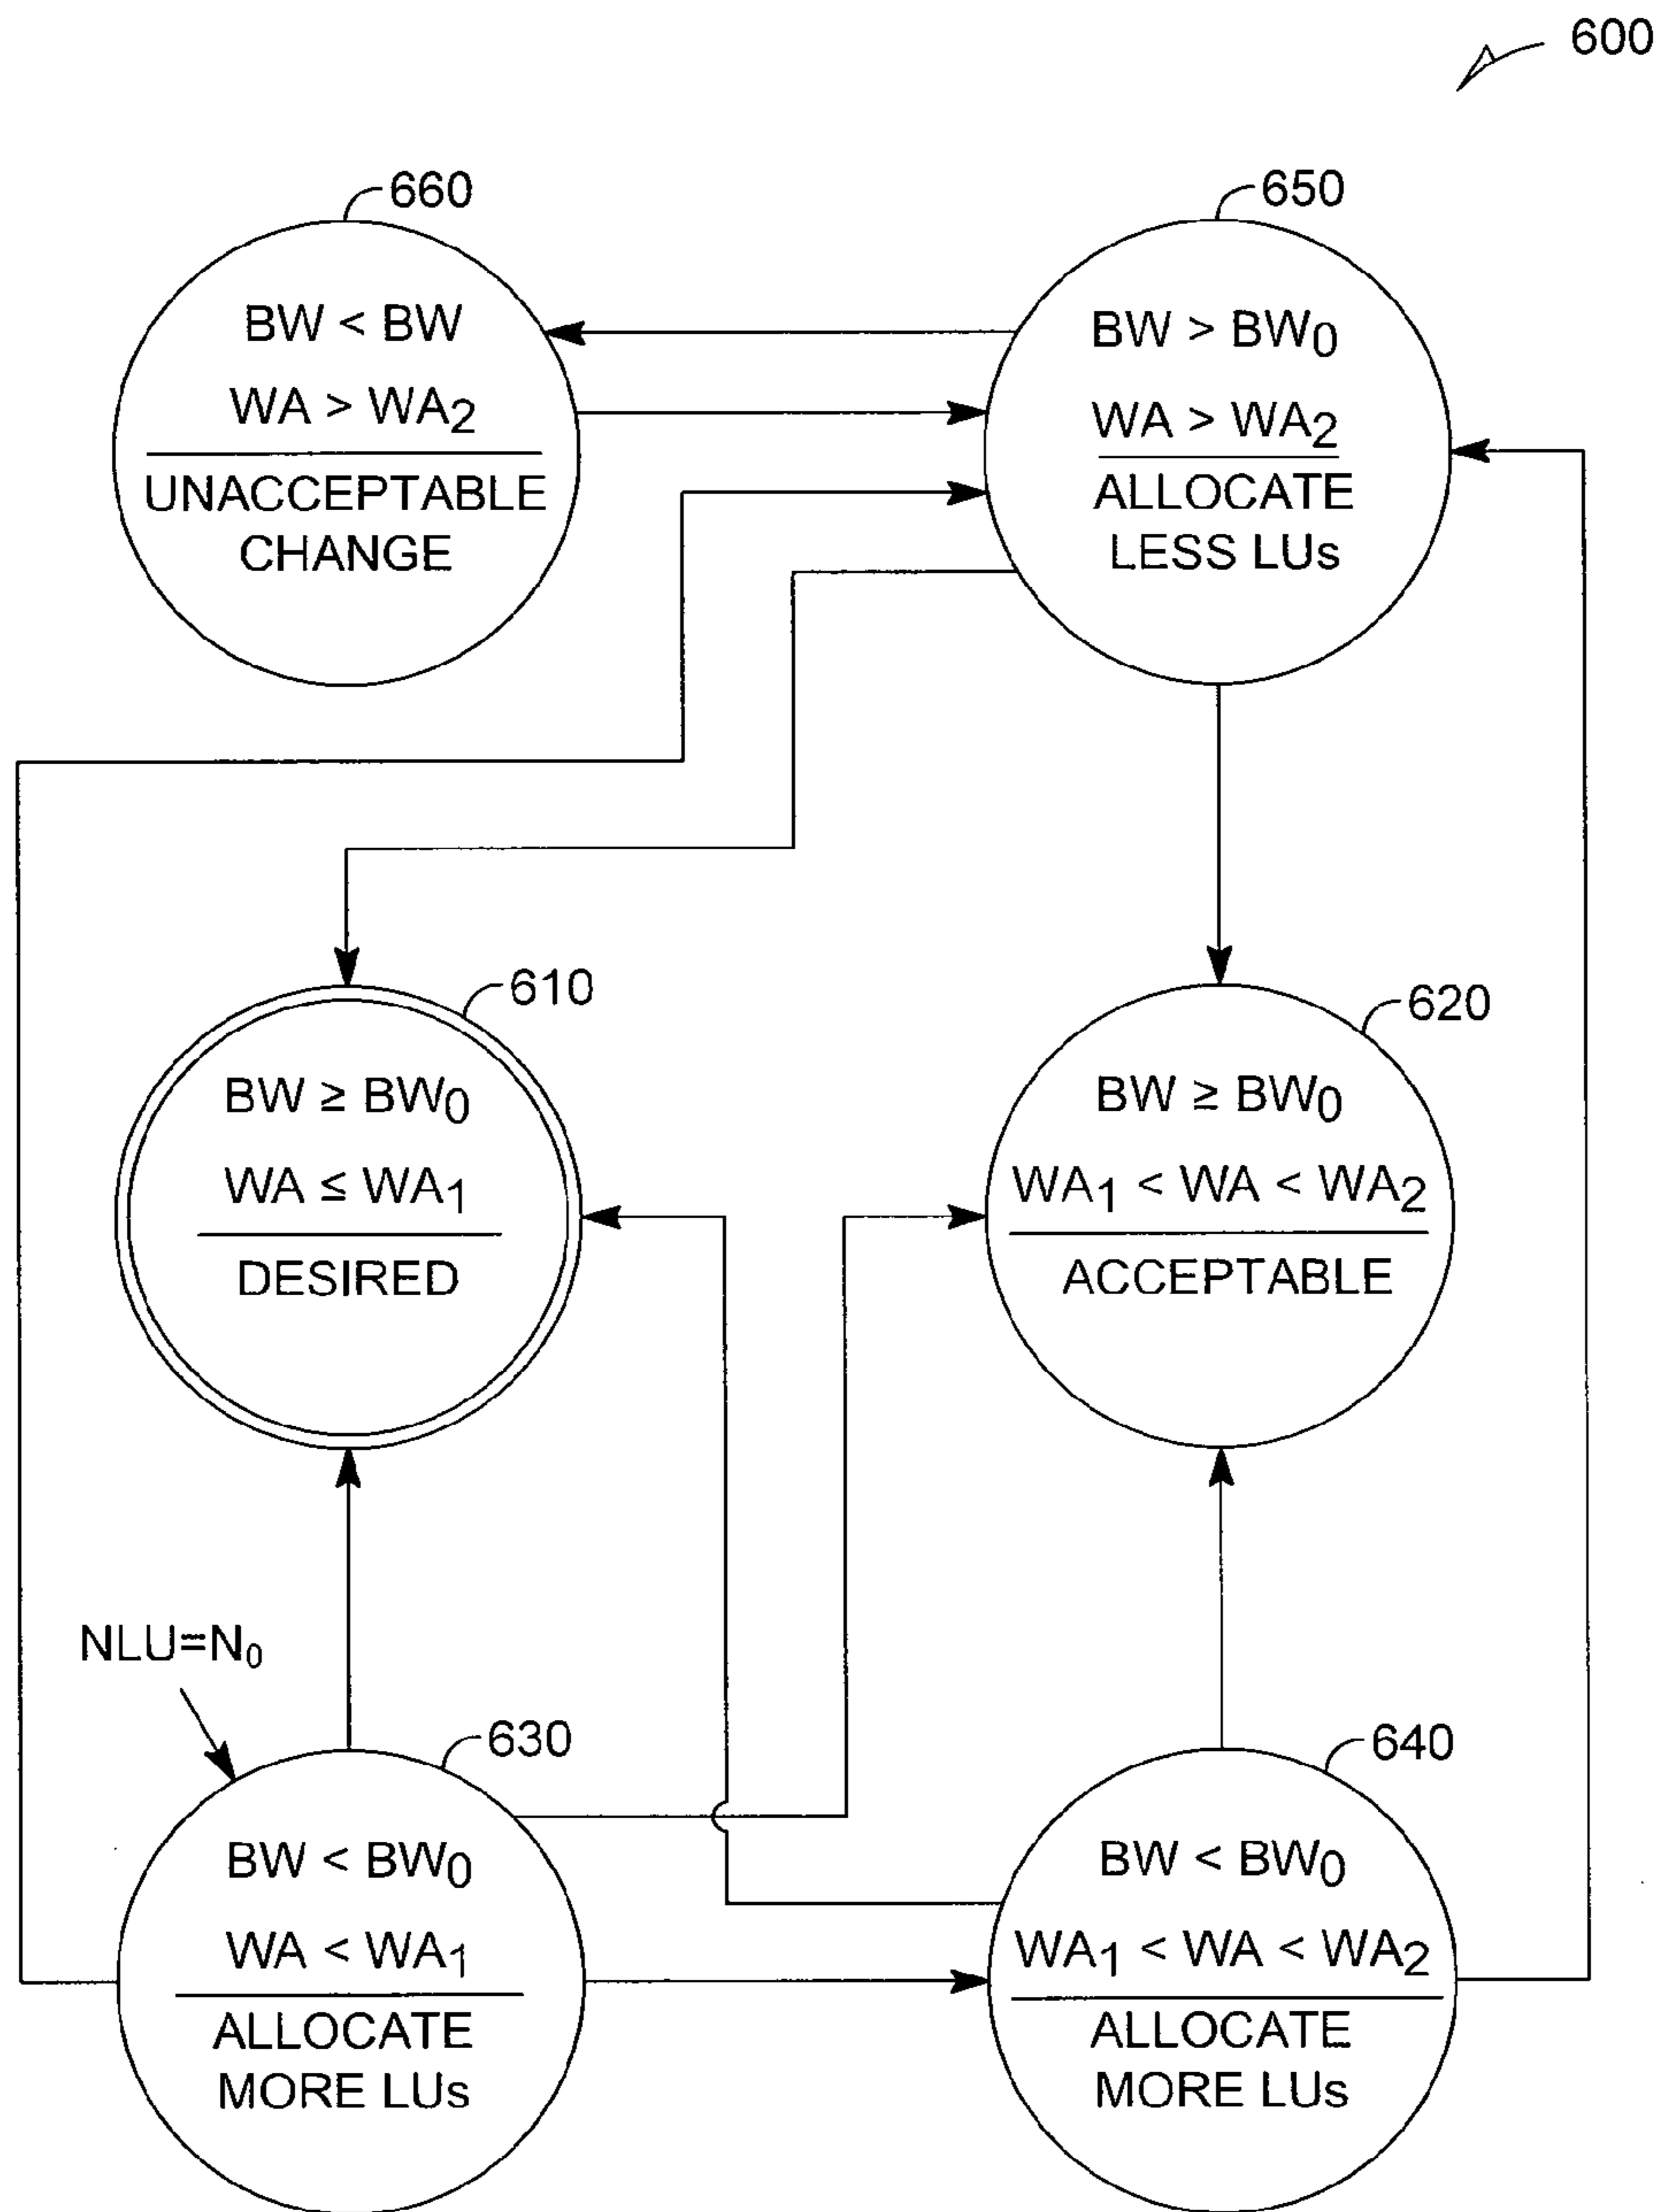 600
660
BW < BW
WA > WA2
UNACCEPTABLE
CHANGE
650
BW > BW0
WA > WA2
ALLOCATE
LESS LUs
610
BW ≥ BW0
WA ≤ WA1
DESIRED
620
BW ≥ BW0
WA1 < WA < WA2
ACCEPTABLE
NLU=N0
630
BW < BW0
WA < WA1
ALLOCATE
MORE LUs
640
BW < BW0
WA1 < WA < WA2
ALLOCATE
MORE LUs